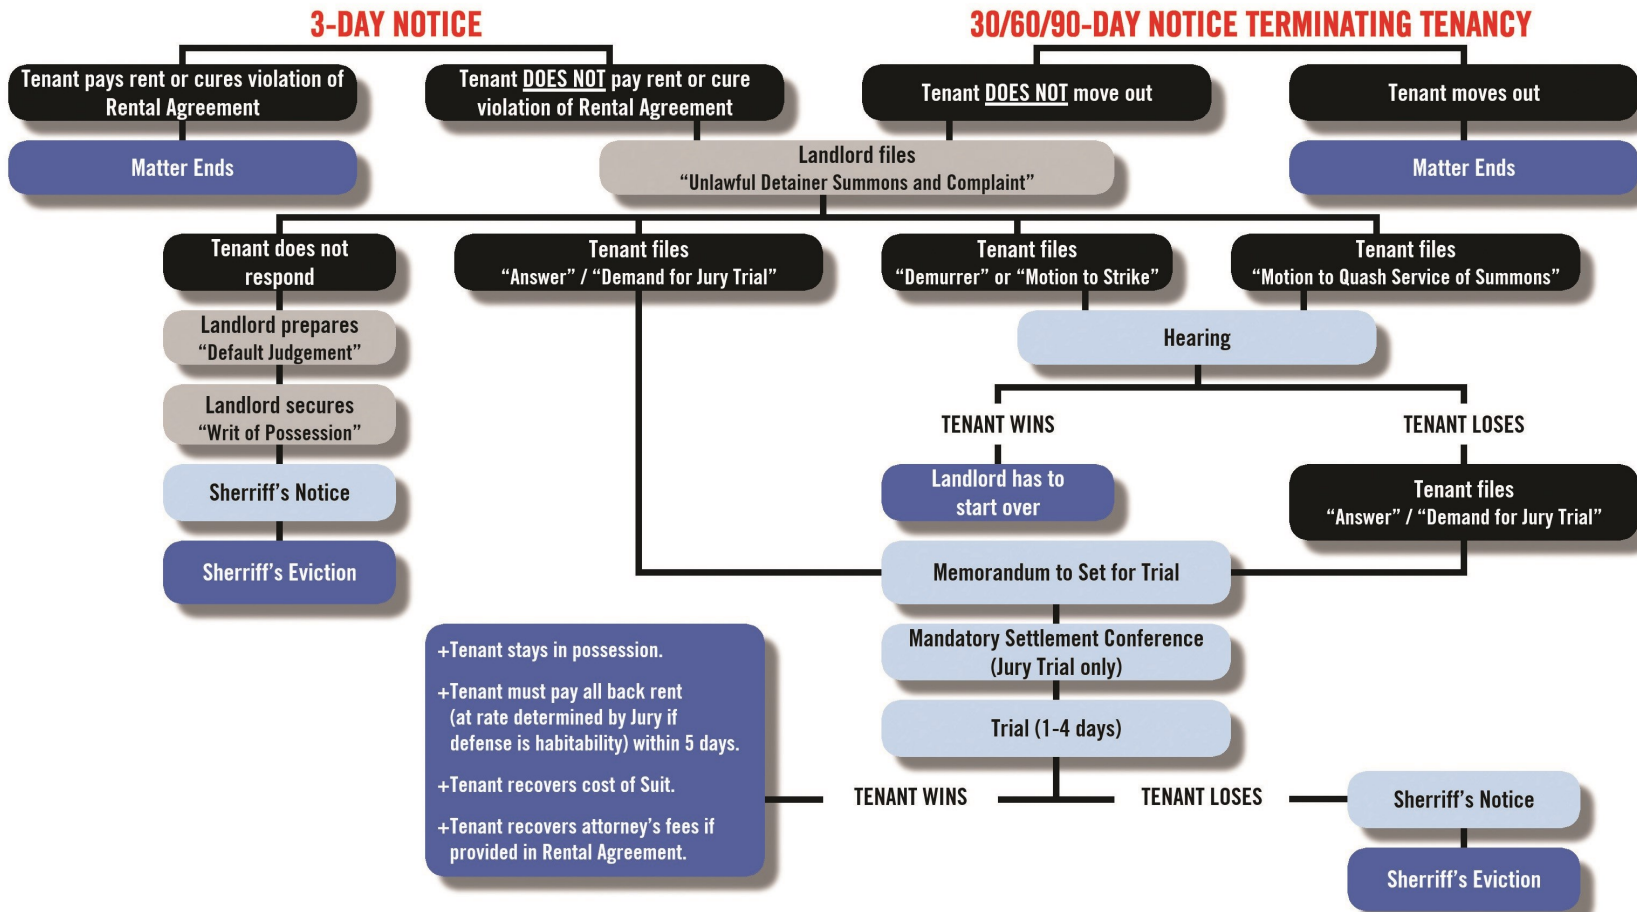 3-DAY NOTICE
30/60/90-DAY NOTICE TERMINATING TENANCY
Tenant pays rent or cures violation of
Rental Agreement
Tenant DOES NOT pay rent or cure
violation of Rental Agreement
Tenant DOES NOT move out
Tenant moves out
Matter Ends
Landlord files
“Unlawful Detainer Summons and Complaint”
Matter Ends
Tenant does not
respond
Tenant files
“Answer” / “Demand for Jury Trial”
Tenant files
“Demurrer” or “Motion to Strike”
Tenant files
“Motion to Quash Service of Summons”
Landlord prepares
“Default Judgement”
Hearing
Landlord secures
“Writ of Possession”
TENANT WINS
TENANT LOSES
Sherriff’s Notice
Landlord has to
start over
Tenant files
“Answer” / “Demand for Jury Trial”
Sherriff’s Eviction
Memorandum to Set for Trial
Mandatory Settlement Conference
(Jury Trial only)
Trial (1-4 days)
+Tenant stays in possession.
+Tenant must pay all back rent
(at rate determined by Jury if
defense is habitability) within 5 days.
+Tenant recovers cost of Suit.
+Tenant recovers attorney’s fees if
provided in Rental Agreement.
TENANT WINS
TENANT LOSES
Sherriff’s Notice
Sherriff’s Eviction